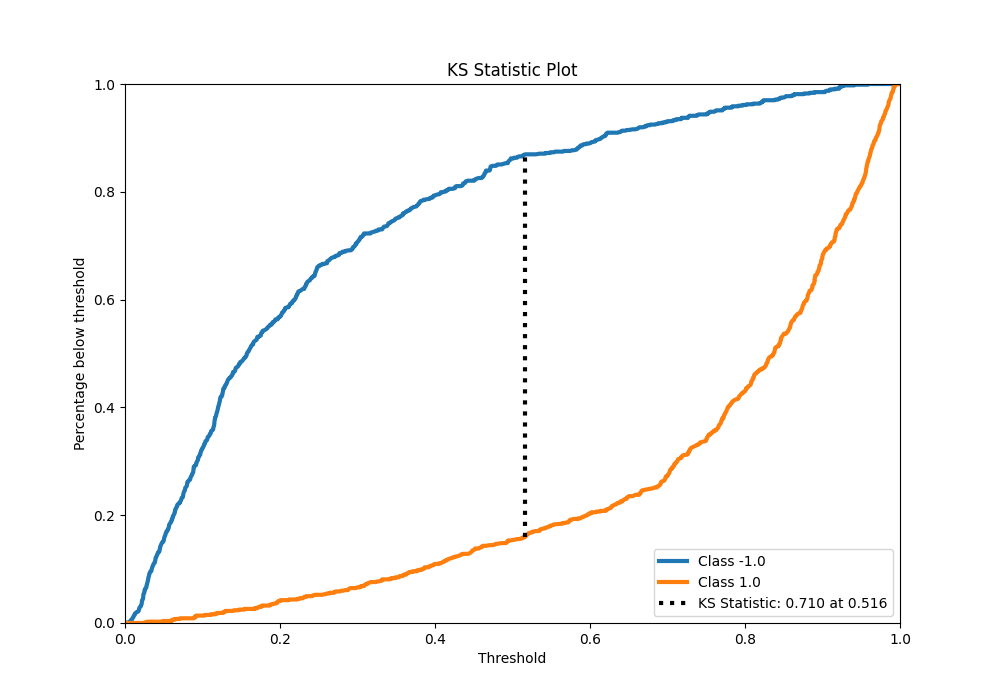 KS Statistic Plot
1.0
0.8
0.6
0.4
0.2
0.0
Percentage below threshold
0.0 0.2 0.4 0.6 0.8 1.0
Threshold
Class -1.0
Class 1.0
KS Statistic: 0.710 at 0.516